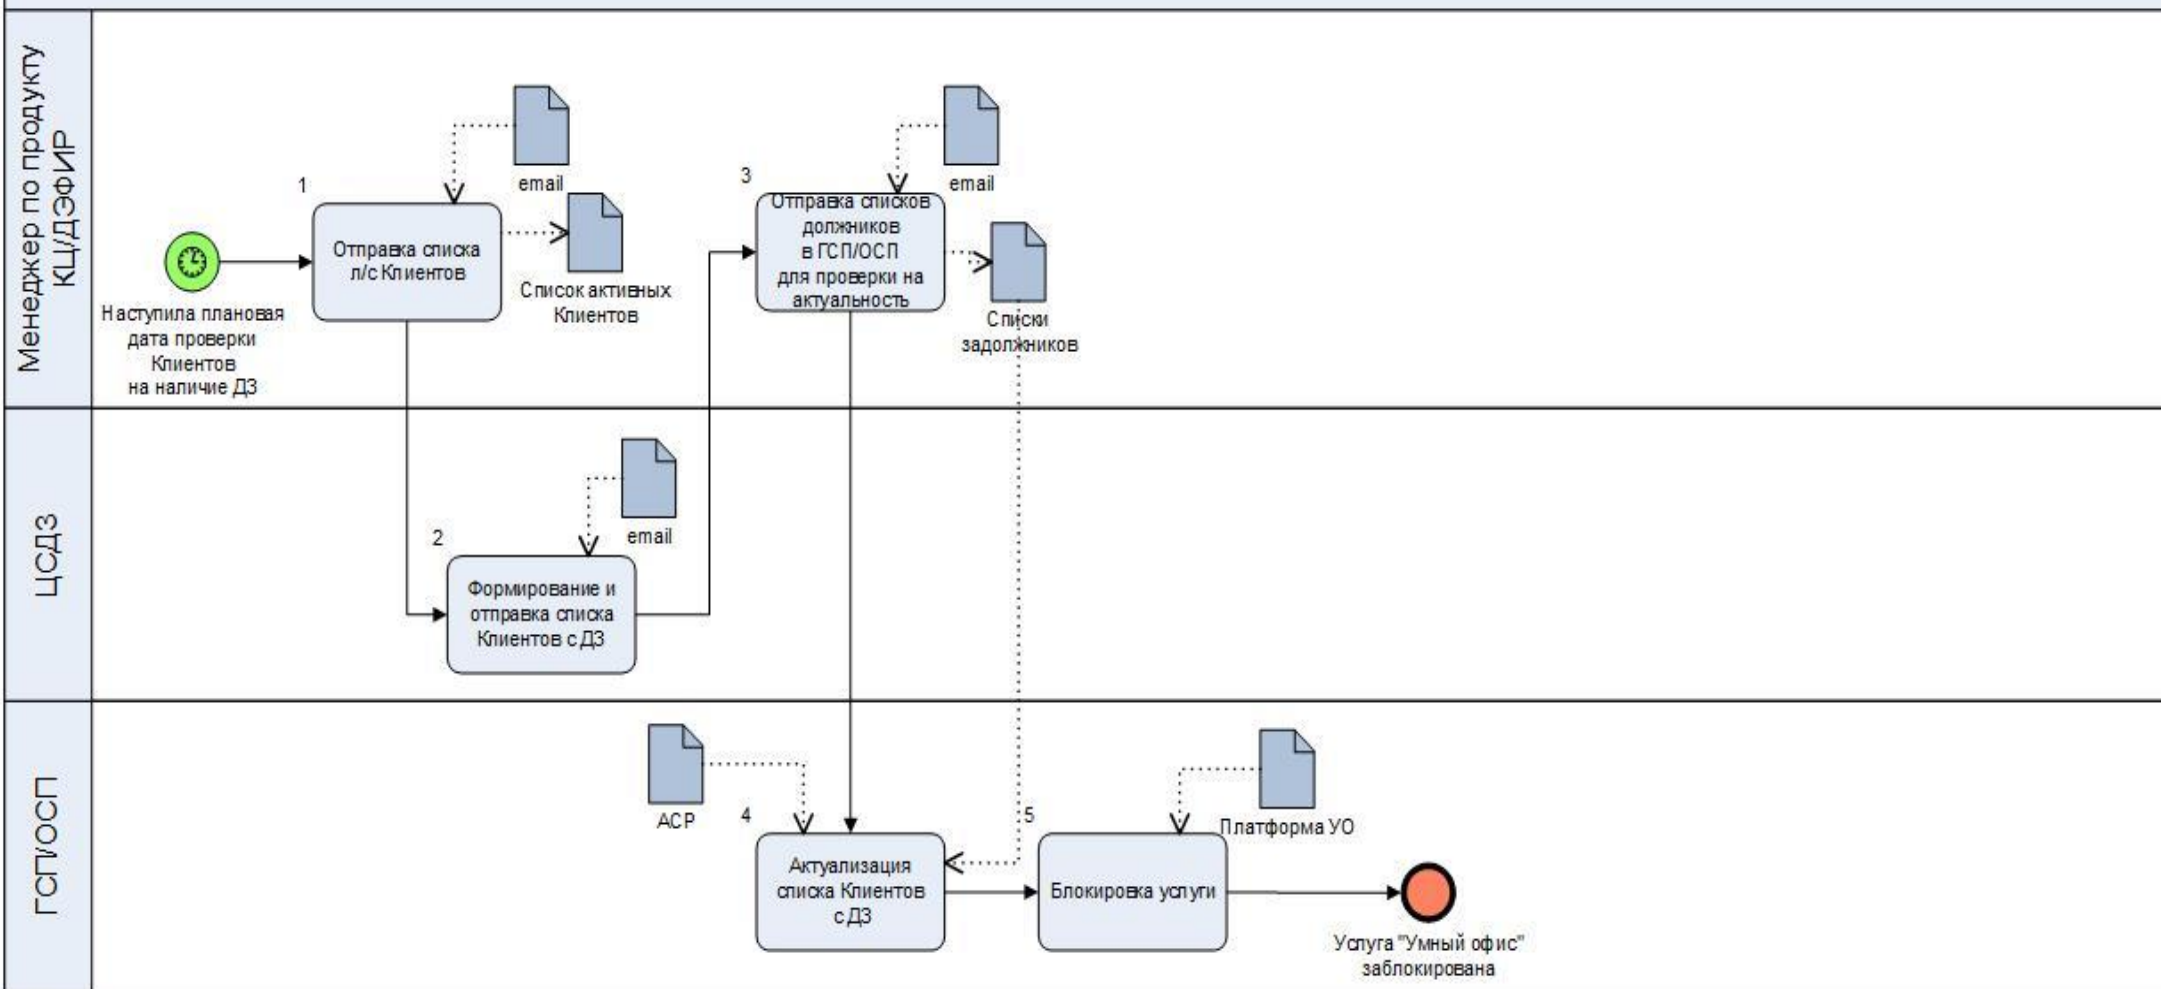 Менеджер по продукту
КЦ/ДЭФИР
Наступила плановая
дата проверки
Клиентов
на наличие ДЗ
1
Отправка списка
л/с Клиентов
email
Список активных
Клиентов
3
Отправка списков
должников
в ГСП/ОСП
для проверки на
актуальность
email
Списки
задолжников
ЦСДЗ
2
Формирование и
отправка списка
Клиентов с ДЗ
email
ГСП/ОСП
АСР
4
Актуализация
списка Клиентов
с ДЗ
5
Блокировка услуги
Платформа УО
Услуга "Умный офис"
заблокирована